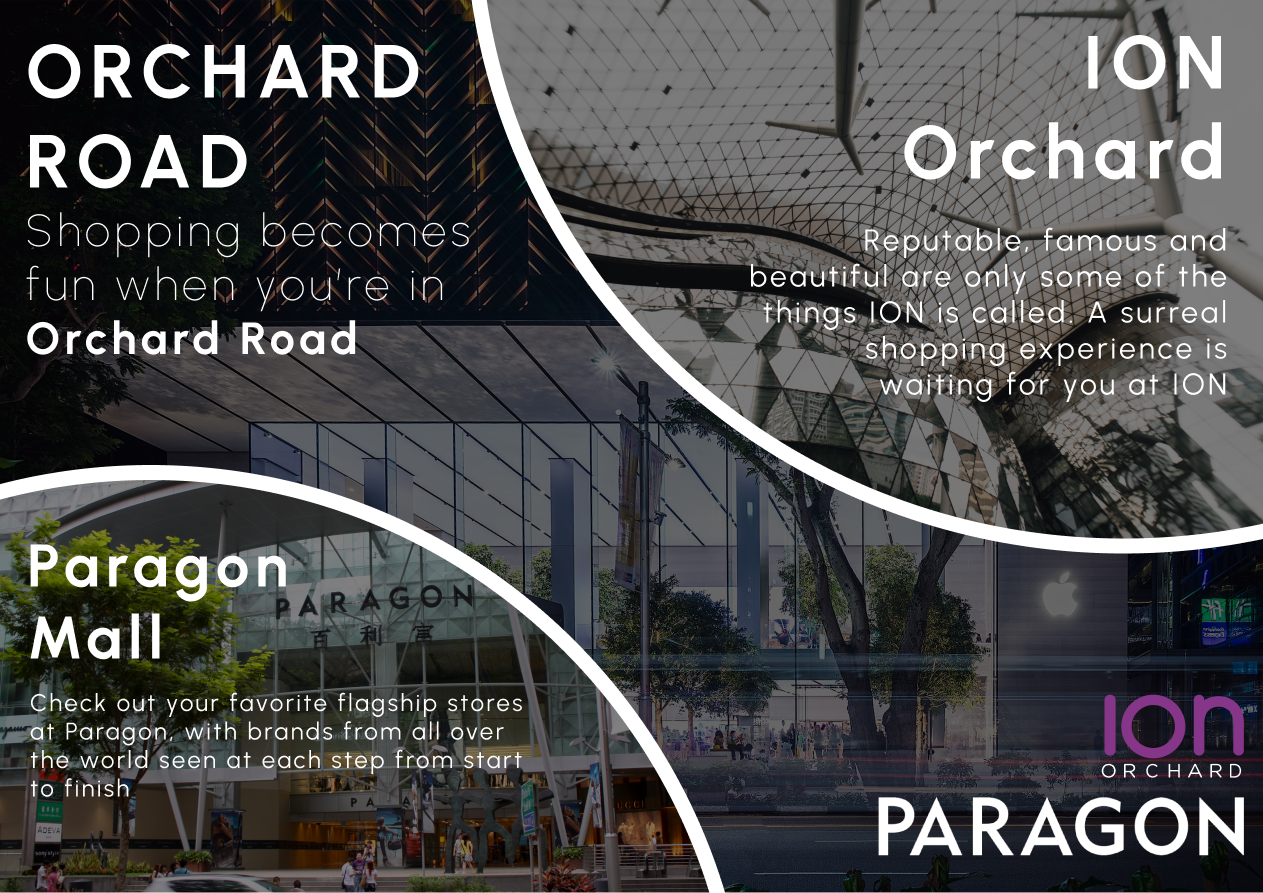 ORCHARD
ROAD
Shopping becomes
fun when you're in
Orchard Road
ION
Orchard
Reputable, famous and
beautiful are only some of the
things ION is called. A surreal
shopping experience is
waiting for you at ION
Paragon
Mall
PARAGON
百利宮
Check out your favorite flagship stores
at Paragon, with brands from all over
the world seen at each step from start
to finish
GUCCI
ADEVA
ion
ORCHARD
PARAGON